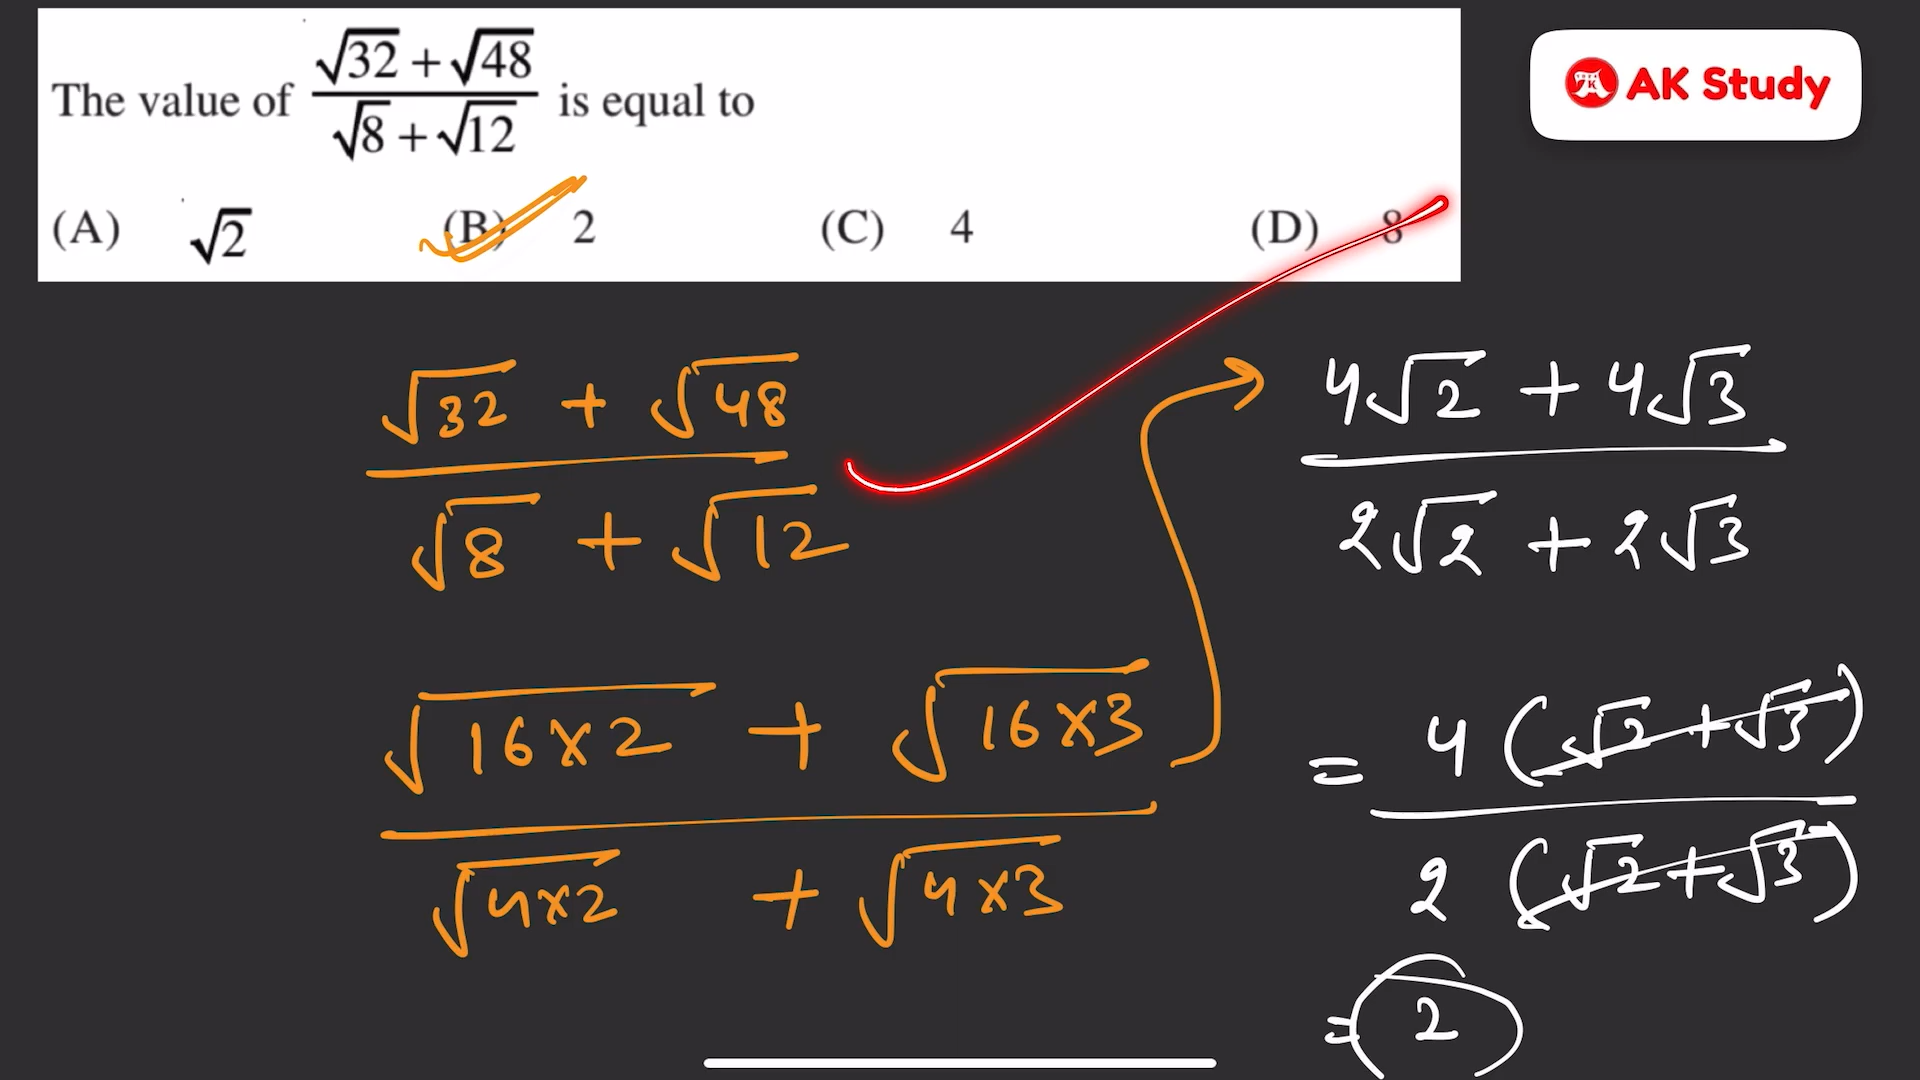 The value of (√32 + √48)/(√8 + √12) is equal to
(A) √2 (B) 2 (C) 4 (D) 8
AK Study
√32 + √48
√8 + √12
√16×2 + √16×3
√4×2 + √4×3
4√2 + 4√3
2√2 + 2√3
= 4 (√2 + √3)
2 (√2 + √3)
= 2